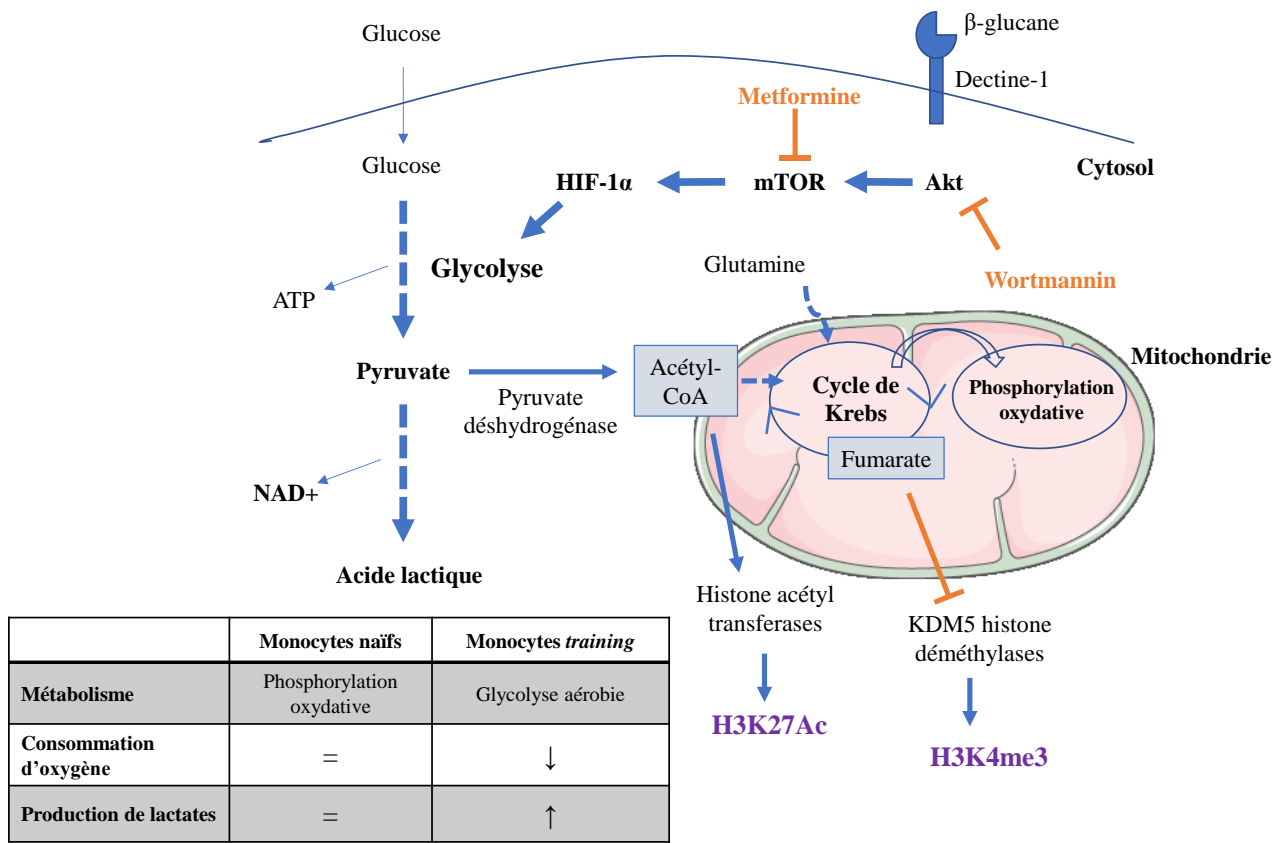 Glucose
β-glucane
Dectine-1
Metformine
Glucose
Cytosol
HIF-1α
mTOR
Akt
Glycolyse
Glutamine
Wortmannin
ATP
Mitochondrie
Pyruvate
Pyruvate
déshydrogénase
Acétyl-
CoA
Cycle de
Krebs
Phosphorylation
oxydative
Fumarate
NAD+
Acide lactique
Histone acétyl
transferases
KDM5 histone
déméthylases
H3K27Ac
H3K4me3
Monocytes naïfs
Monocytes training
Métabolisme
Phosphorylation
oxydative
Glycolyse aérobie
Consommation
d'oxygène
=
↓
Production de lactates
=
↑